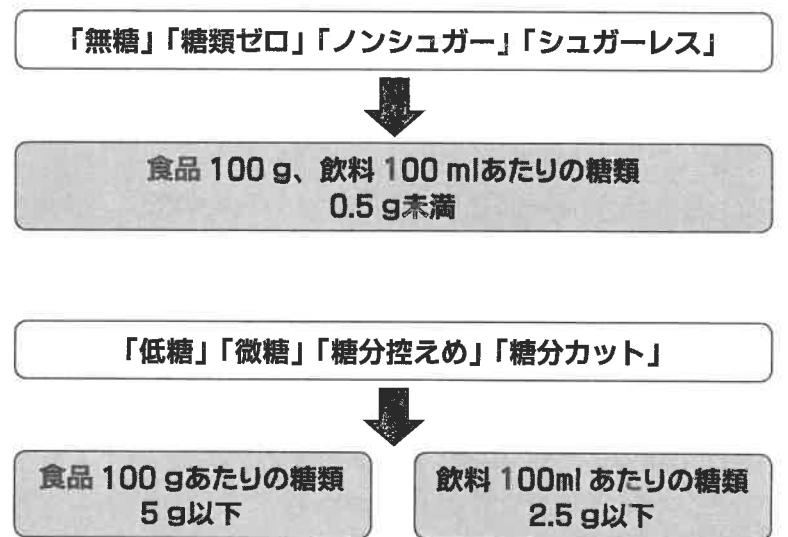 「無糖」「糖類ゼロ」「ノンシュガー」「シュガーレス」
食品 100 g、飲料 100 mlあたりの糖類
0.5 g未満
「低糖」「微糖」「糖分控えめ」「糖分カット」
食品 100 gあたりの糖類
5 g以下
飲料 100ml あたりの糖類
2.5 g以下